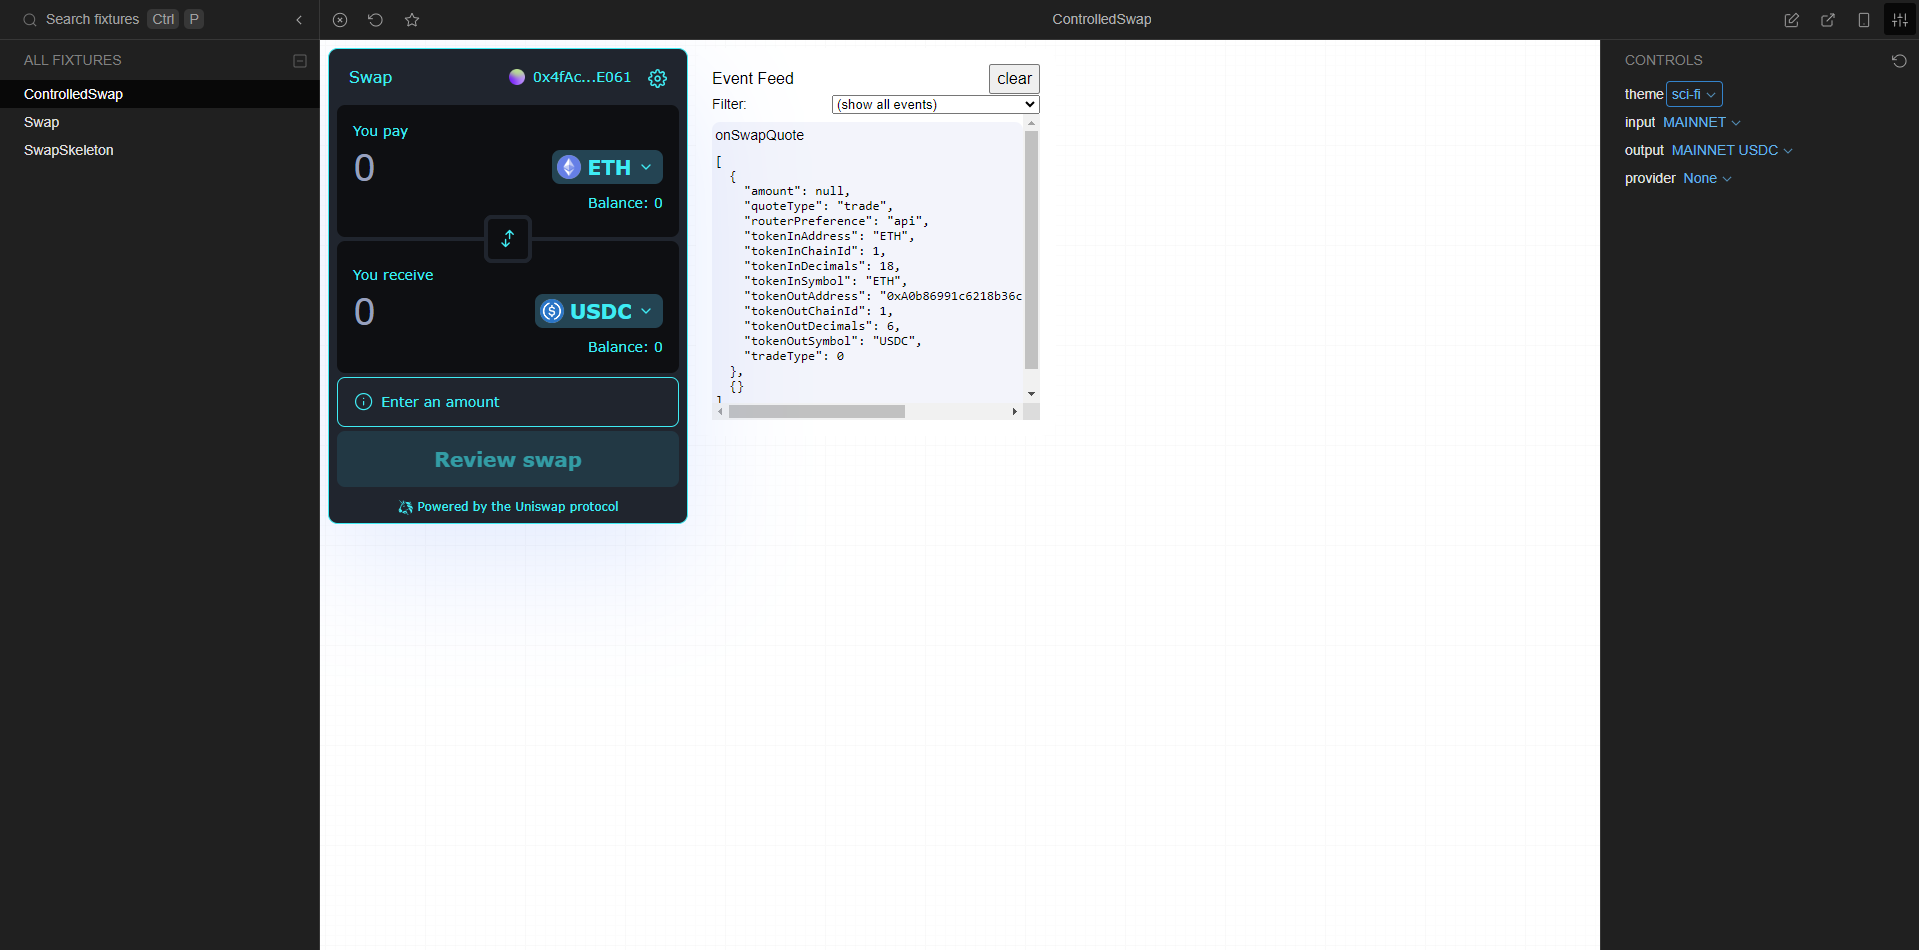 Search fixtures Ctrl P
ControlledSwap
ALL FIXTURES
ControlledSwap
Swap
SwapSkeleton
Swap 0x4fAc...E061
You pay
0 ETH
Balance: 0
You receive
0 USDC
Balance: 0
Enter an amount
Review swap
Powered by the Uniswap protocol
Event Feed clear
Filter: (show all events)
onSwapQuote
[
{
"amount": null,
"quoteType": "trade",
"routerPreference": "api",
"tokenInAddress": "ETH",
"tokenInChainId": 1,
"tokenInDecimals": 18,
"tokenInSymbol": "ETH",
"tokenOutAddress": "0xA0b86991c6218b36c
"tokenOutChainId": 1,
"tokenOutDecimals": 6,
"tokenOutSymbol": "USDC",
"tradeType": 0
},
{}
]
CONTROLS
theme sci-fi
input MAINNET
output MAINNET USDC
provider None